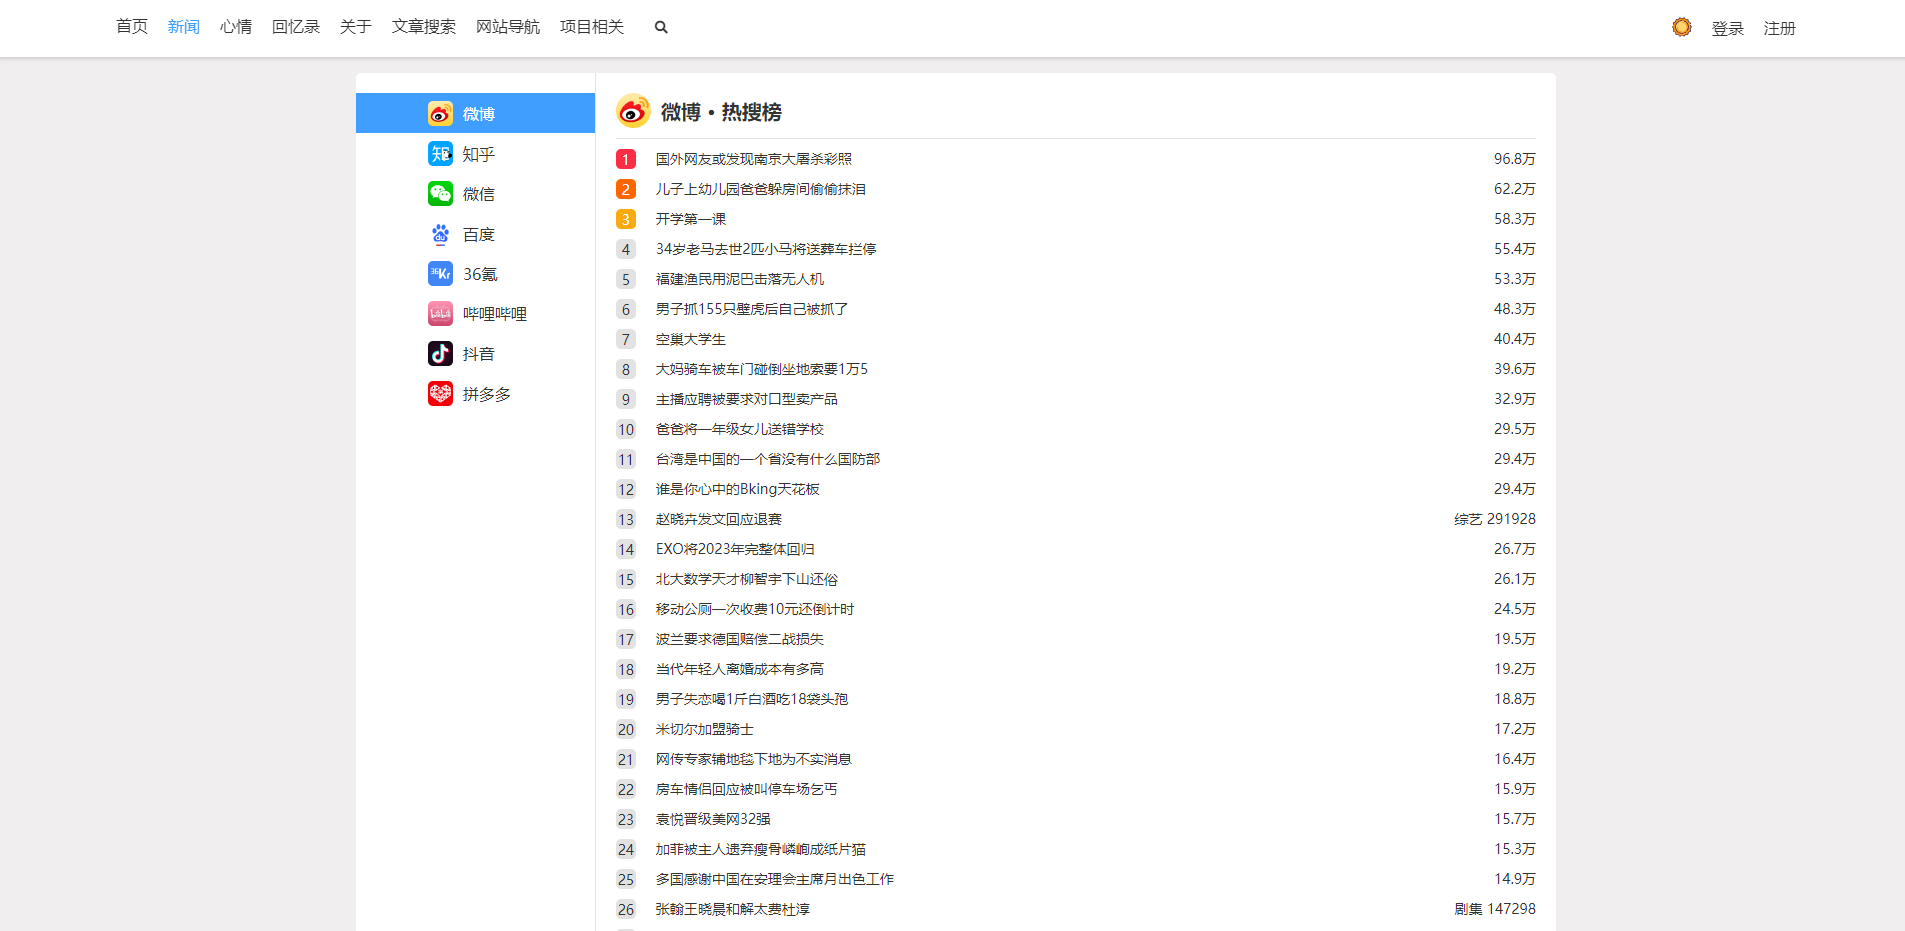 首页 新闻 心情 回忆录 关于 文章搜索 网站导航 项目相关 登录 注册
微博
知乎
微信
百度
36氪
哔哩哔哩
抖音
拼多多
微博·热搜榜
1 国外网友或发现南京大屠杀彩照 96.8万
2 儿子上幼儿园爸爸躲房间偷偷抹泪 62.2万
3 开学第一课 58.3万
4 34岁老马去世2匹小马将送葬车拦停 55.4万
5 福建渔民用泥巴击落无人机 53.3万
6 男子抓155只壁虎后自己被抓了 48.3万
7 空巢大学生 40.4万
8 大妈骑车被车门碰倒坐地索要1万5 39.6万
9 主播应聘被要求对口型卖产品 32.9万
10 爸爸将一年级女儿送错学校 29.5万
11 台湾是中国的一个省没有什么国防部 29.4万
12 谁是你心中的Bking天花板 29.4万
13 赵晓卉发文回应退赛 综艺 291928
14 EXO将2023年完整体回归 26.7万
15 北大数学天才柳智宇下山还俗 26.1万
16 移动公厕一次收费10元还倒计时 24.5万
17 波兰要求德国赔偿二战损失 19.5万
18 当代年轻人离婚成本有多高 19.2万
19 男子失恋喝1斤白酒吃18袋头孢 18.8万
20 米切尔加盟骑士 17.2万
21 网传专家铺地毯下地为不实消息 16.4万
22 房车情侣回应被叫停车场乞丐 15.9万
23 袁悦晋级美网32强 15.7万
24 加菲被主人遗弃瘦骨嶙峋成纸片猫 15.3万
25 多国感谢中国在安理会主席月出色工作 14.9万
26 张翰王晓晨和解太费杜淳 剧集 147298